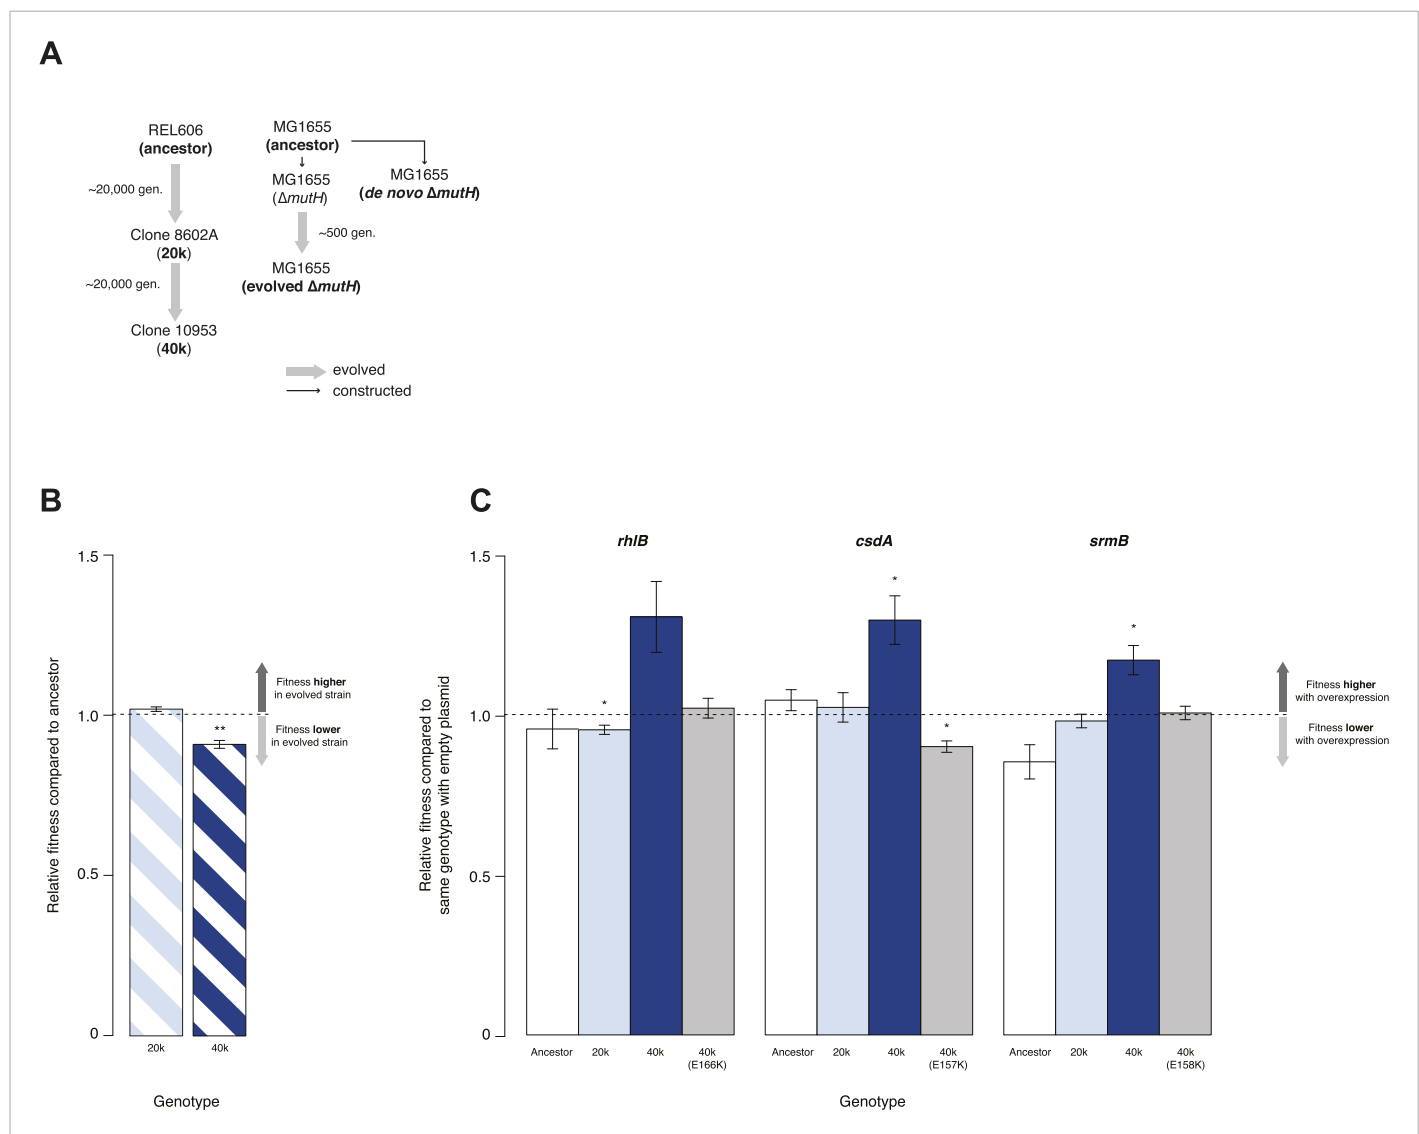 A
REL606
(ancestor)
~20,000 gen.
Clone 8602A
(20k)
~20,000 gen.
Clone 10953
(40k)
MG1655
(ancestor)
MG1655
(ΔmutH)
~500 gen.
MG1655
(evolved ΔmutH)
MG1655
(de novo ΔmutH)
evolved
constructed
B
Relative fitness compared to ancestor
1.5
1.0
0.5
0
**
Fitness higher
in evolved strain
Fitness lower
in evolved strain
20k
40k
Genotype
C
Relative fitness compared to
same genotype with empty plasmid
1.5
1.0
0.5
0
rhlB
*
Ancestor
20k
40k
40k
(E166K)
csdA
*
*
Ancestor
20k
40k
40k
(E157K)
srmB
*
Ancestor
20k
40k
40k
(E158K)
Fitness higher
with overexpression
Fitness lower
with overexpression
Genotype